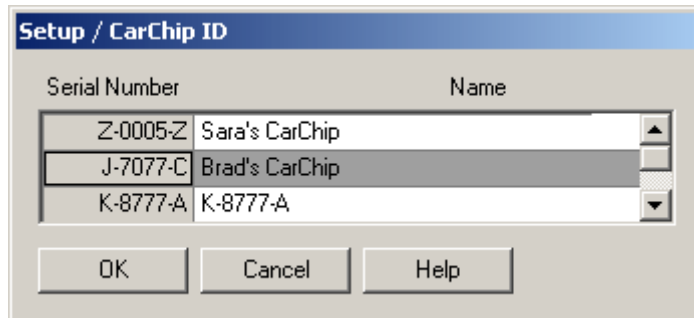 Setup / CarChip ID
Serial Number Name
Z-0005-Z Sara's CarChip
J-7077-C Brad's CarChip
K-8777-A K-8777-A
OK Cancel Help